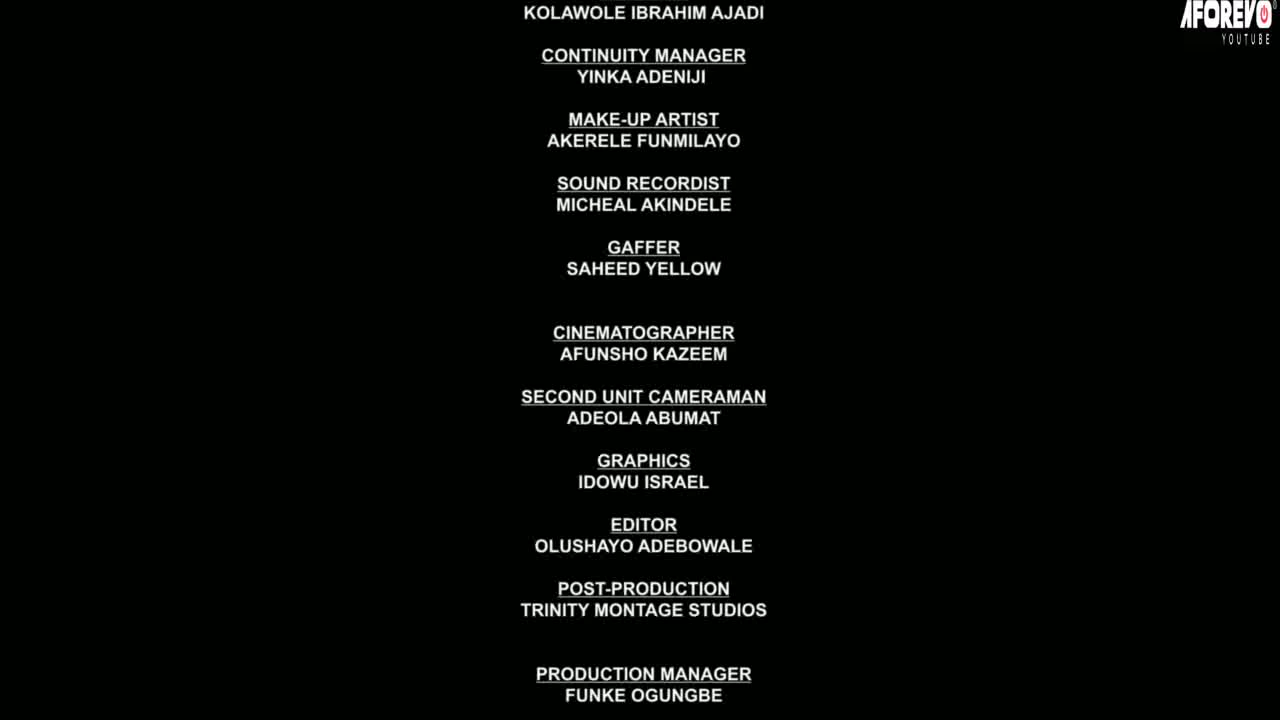 KOLAWOLE IBRAHIM AJADI
CONTINUITY MANAGER
YINKA ADENIJI
MAKE-UP ARTIST
AKERELE FUNMILAYO
SOUND RECORDIST
MICHEAL AKINDELE
GAFFER
SAHEED YELLOW
CINEMATOGRAPHER
AFUNSHO KAZEEM
SECOND UNIT CAMERAMAN
ADEOLA ABUMAT
GRAPHICS
IDOWU ISRAEL
EDITOR
OLUSHAYO ADEBOWALE
POST-PRODUCTION
TRINITY MONTAGE STUDIOS
PRODUCTION MANAGER
FUNKE OGUNGBE
AFOREVO
YOUTUBE